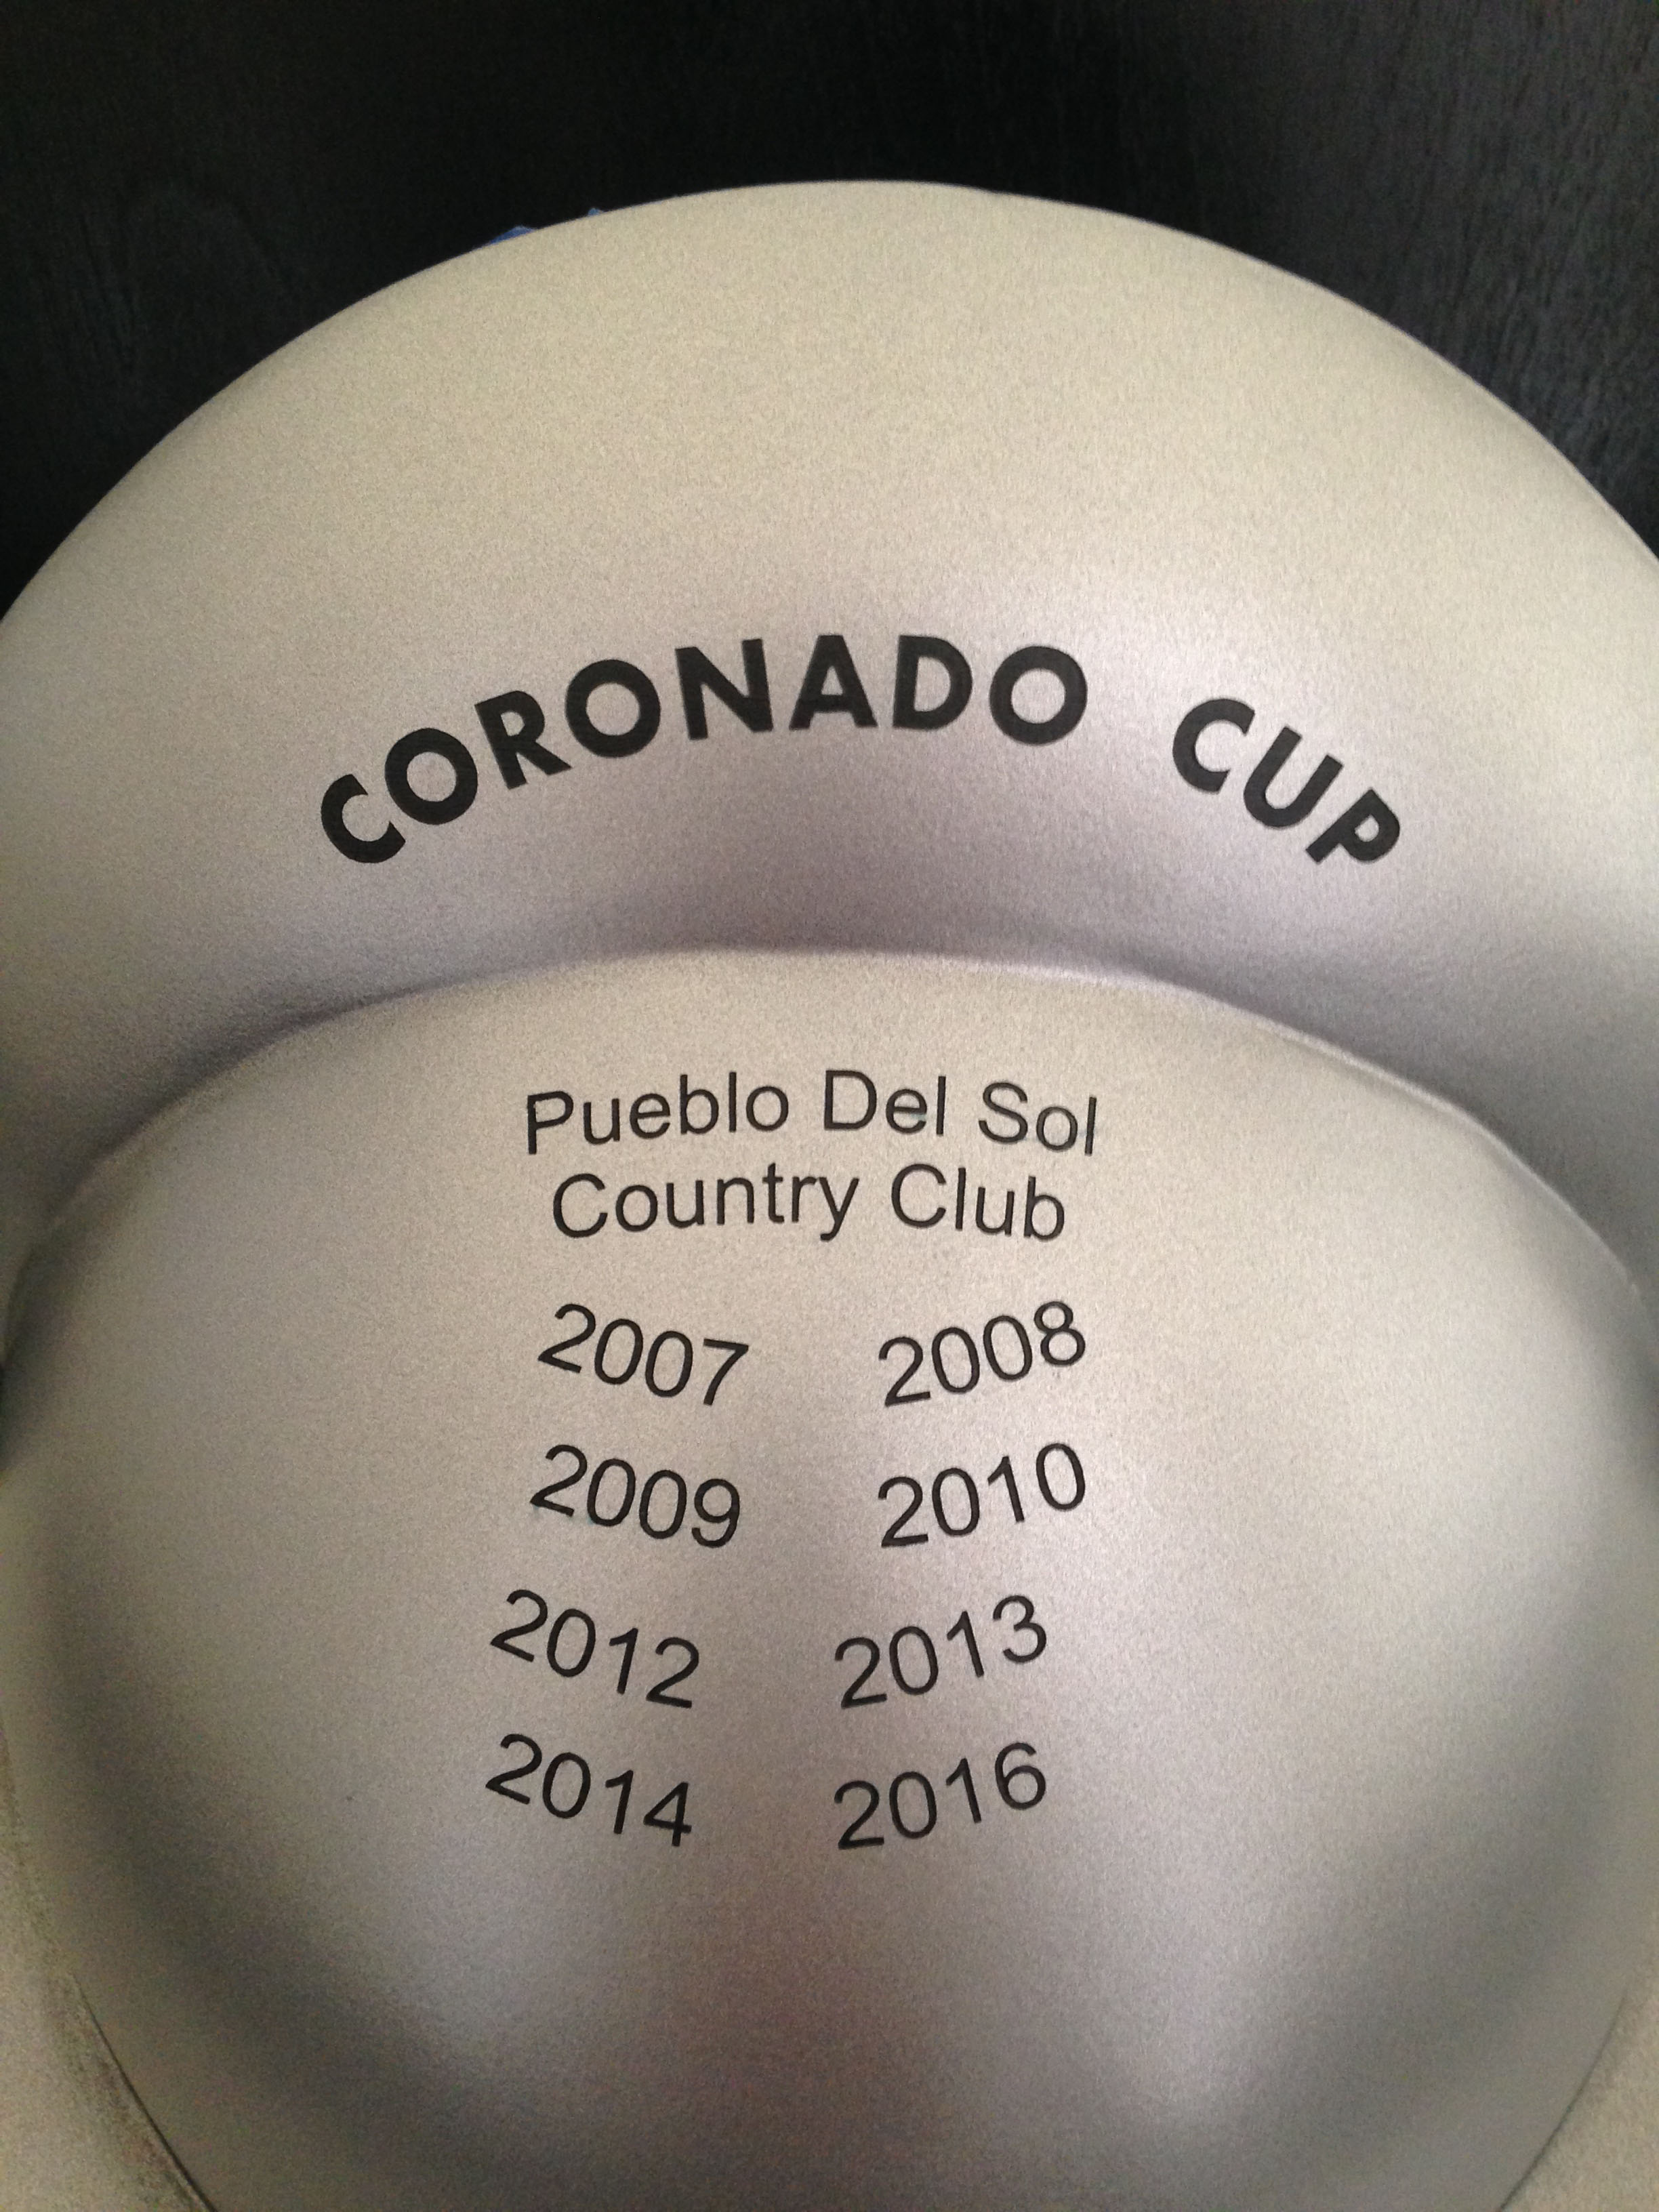 CORONADO CUP
Pueblo Del Sol
Country Club
2007 2008
2009 2010
2012 2013
2014 2016